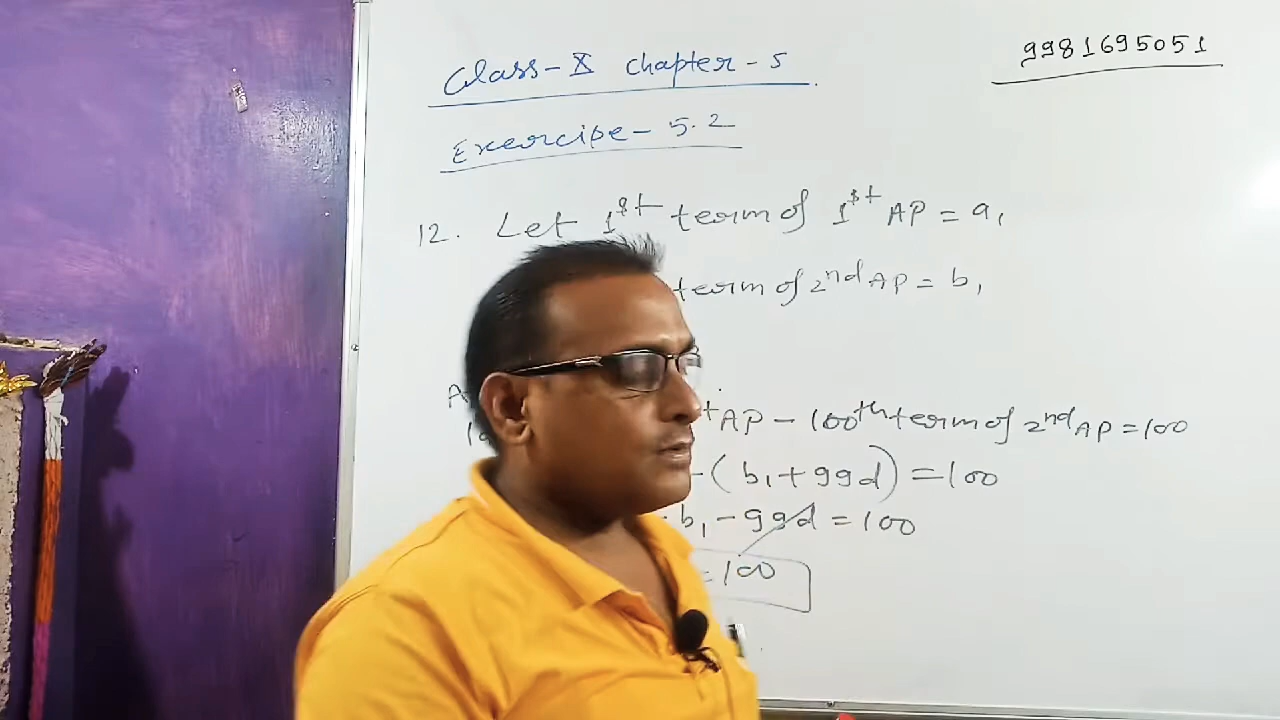 Class-X chapter-5
9981695051
Exercise-5.2
12. Let 1st term of 1st AP = a₁
term of 2nd AP = b₁
AP - 100th term of 2nd AP = 100
-(b₁+99d) = 100
b₁-99d = 100
= 100